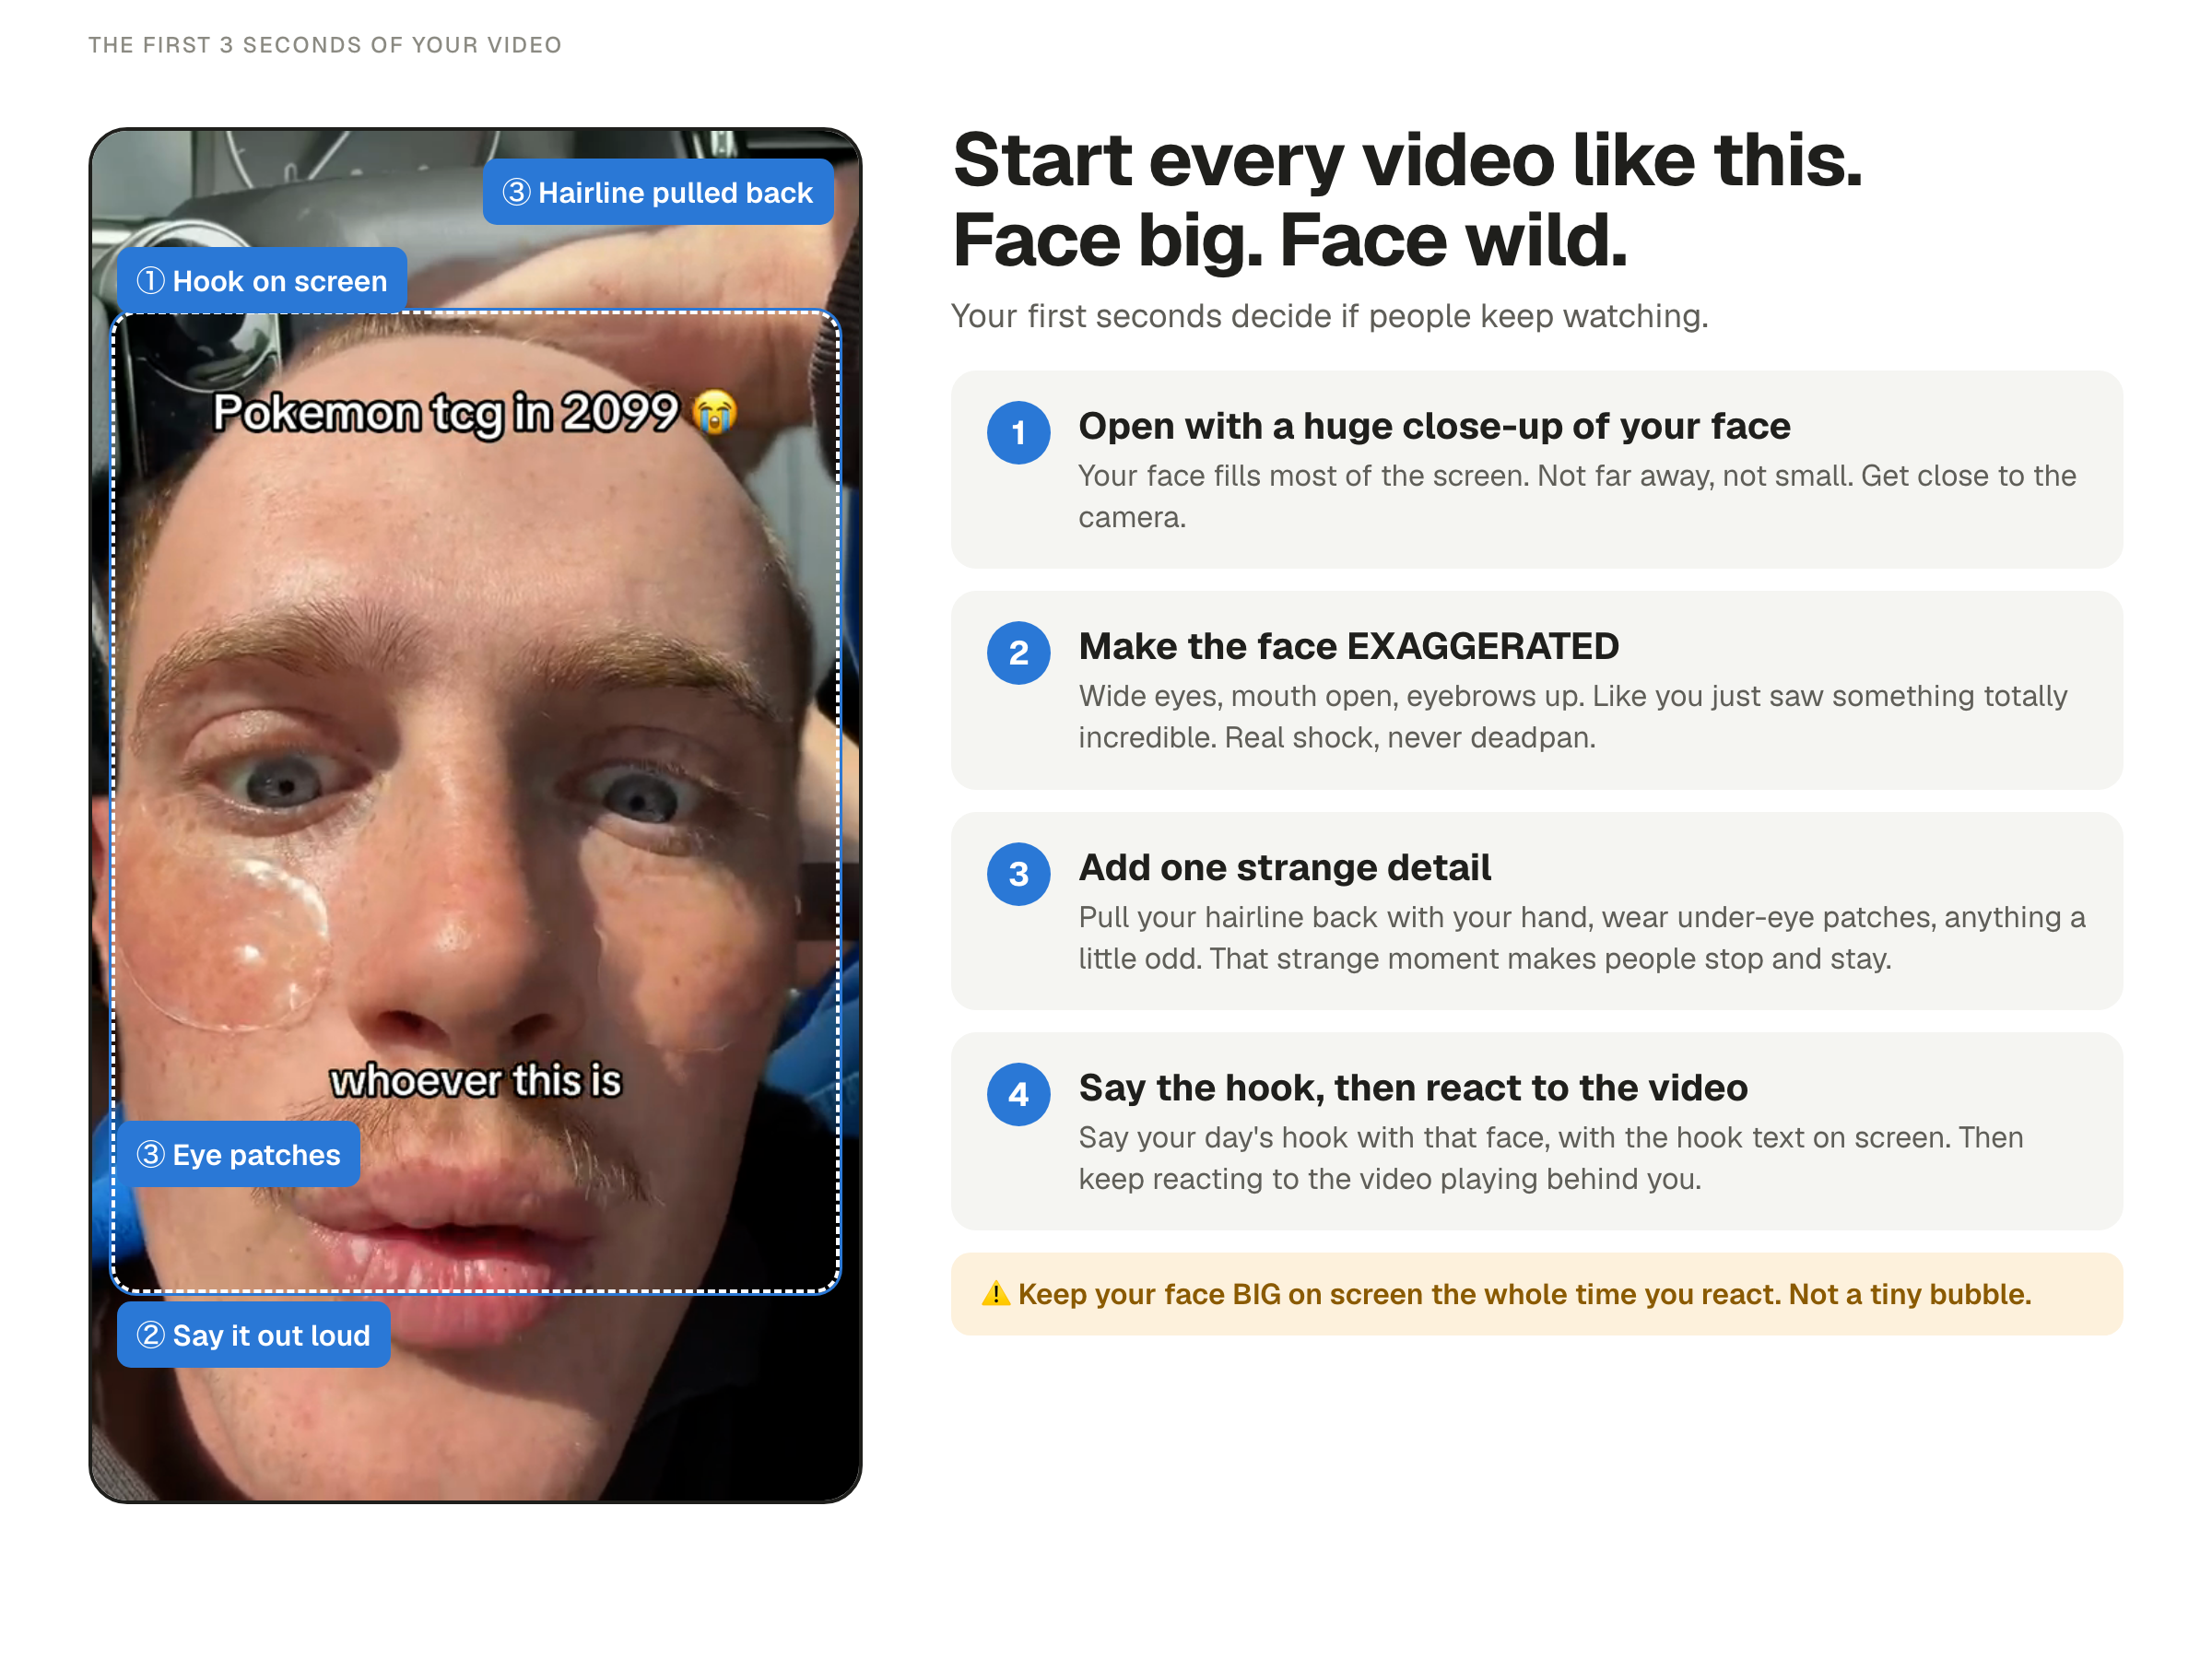 THE FIRST 3 SECONDS OF YOUR VIDEO
③ Hairline pulled back
① Hook on screen
Pokemon tcg in 2099 😭
whoever this is
③ Eye patches
② Say it out loud
Start every video like this.
Face big. Face wild.
Your first seconds decide if people keep watching.
1
Open with a huge close-up of your face
Your face fills most of the screen. Not far away, not small. Get close to the
camera.
2
Make the face EXAGGERATED
Wide eyes, mouth open, eyebrows up. Like you just saw something totally
incredible. Real shock, never deadpan.
3
Add one strange detail
Pull your hairline back with your hand, wear under-eye patches, anything a
little odd. That strange moment makes people stop and stay.
4
Say the hook, then react to the video
Say your day's hook with that face, with the hook text on screen. Then
keep reacting to the video playing behind you.
⚠️ Keep your face BIG on screen the whole time you react. Not a tiny bubble.